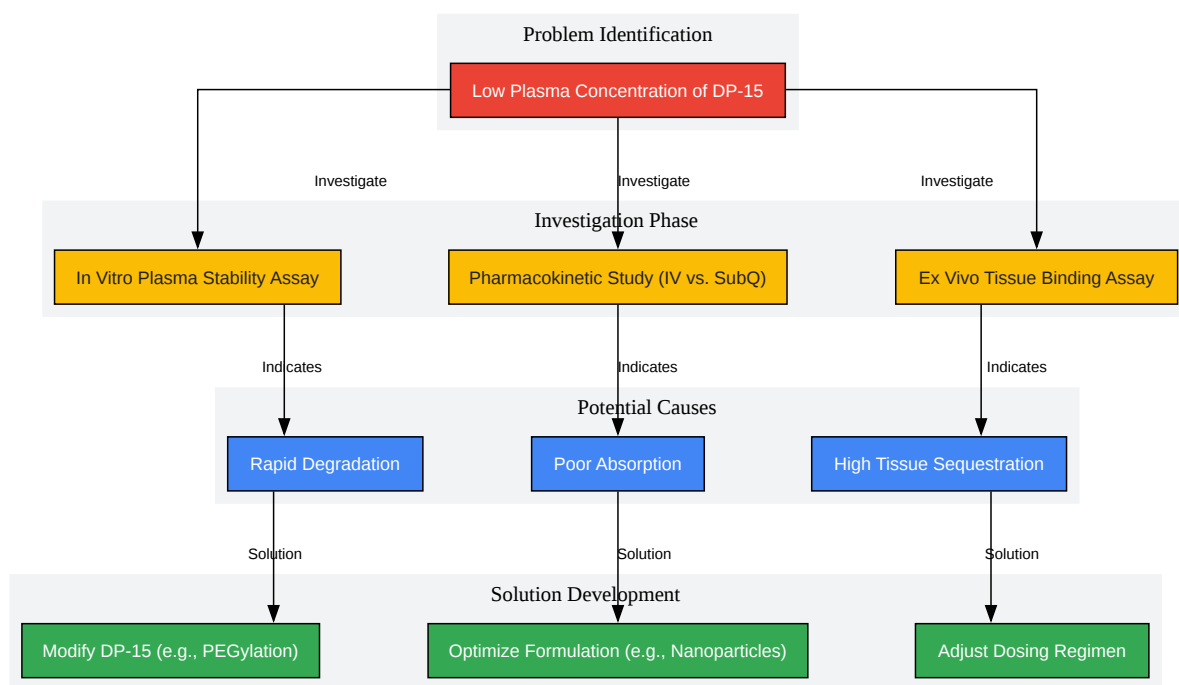 Problem Identification
Low Plasma Concentration of DP-15
Investigate
Investigate
Investigate
Investigation Phase
In Vitro Plasma Stability Assay
Pharmacokinetic Study (IV vs. SubQ)
Ex Vivo Tissue Binding Assay
Indicates
Indicates
Indicates
Potential Causes
Rapid Degradation
Poor Absorption
High Tissue Sequestration
Solution
Solution
Solution
Solution Development
Modify DP-15 (e.g., PEGylation)
Optimize Formulation (e.g., Nanoparticles)
Adjust Dosing Regimen